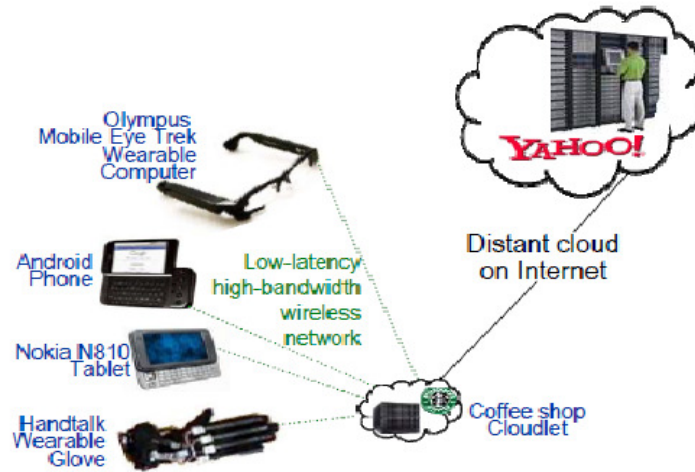 YAHOO!
Olympus
Mobile Eye Trek
Wearable
Computer
Distant cloud
on Internet
Android
Phone
Low-latency
high-bandwidth
wireless
network
Nokia N810
Tablet
Handtalk
Wearable
Glove
Coffee shop
Cloudlet